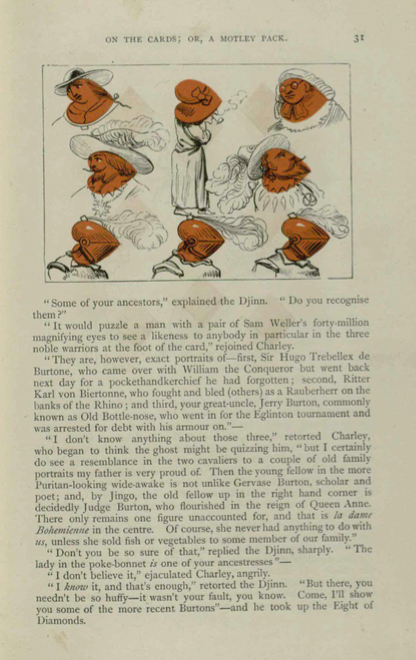 ON THE CARDS; OR, A MOTLEY PACK.
31
"Some of your ancestors," explained the Djinn. "Do you recognise
them?"
"It would puzzle a man with a pair of Sam Weller's forty-million
magnifying eyes to see a likeness to anybody in particular in the three
noble warriors at the foot of the card," rejoined Charley.
"They are, however, exact portraits of—first, Sir Hugo Trebellex de
Burtone, who came over with William the Conqueror but went back
next day for a pockethandkerchief he had forgotten; second, Ritter
Karl von Biertonne, who fought and bled (others) as a Rauberherr on the
banks of the Rhino; and third, your great-uncle, Jerry Burton, commonly
known as Old Bottle-nose, who went in for the Eglinton tournament and
was arrested for debt with his armour on."—
"I don't know anything about those three," retorted Charley,
who began to think the ghost might be quizzing him, "but I certainly
do see a resemblance in the two cavaliers to a couple of old family
portraits my father is very proud of. Then the young fellow in the more
Puritan-looking wide-awake is not unlike Gervase Burton, scholar and
poet; and, by Jingo, the old fellow up in the right hand corner is
decidedly Judge Burton, who flourished in the reign of Queen Anne.
There only remains one figure unaccounted for, and that is la dame
Bohemienne in the centre. Of course, she never had anything to do with
us, unless she sold fish or vegetables to some member of our family."
"Don't you be so sure of that," replied the Djinn, sharply. "The
lady in the poke-bonnet is one of your ancestresses"—
"I don't believe it," ejaculated Charley, angrily.
"I know it, and that's enough," retorted the Djinn. "But there, you
needn't be so huffy—it wasn't your fault, you know. Come, I'll show
you some of the more recent Burtons"—and he took up the Eight of
Diamonds.